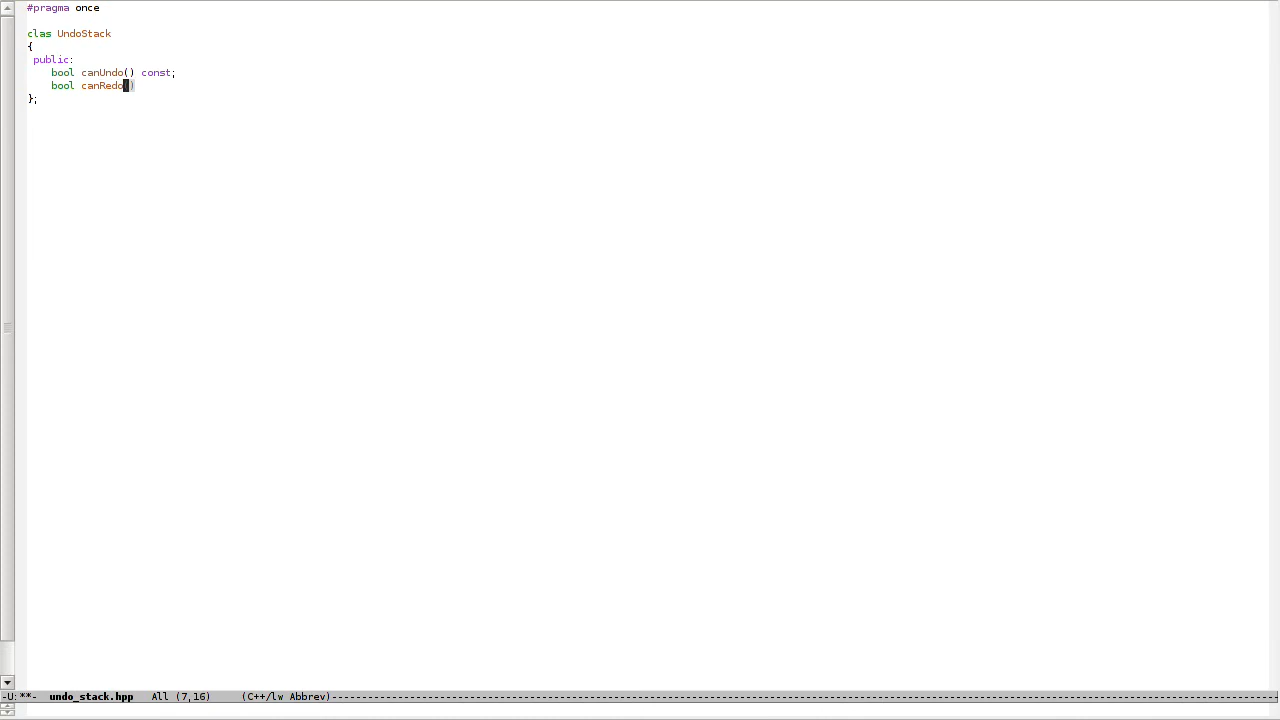 #pragma once
clas UndoStack
{
public:
bool canUndo() const;
bool canRedo()
};
-U:**-  undo_stack.hpp   All (7,16)     (C++/lw Abbrev)